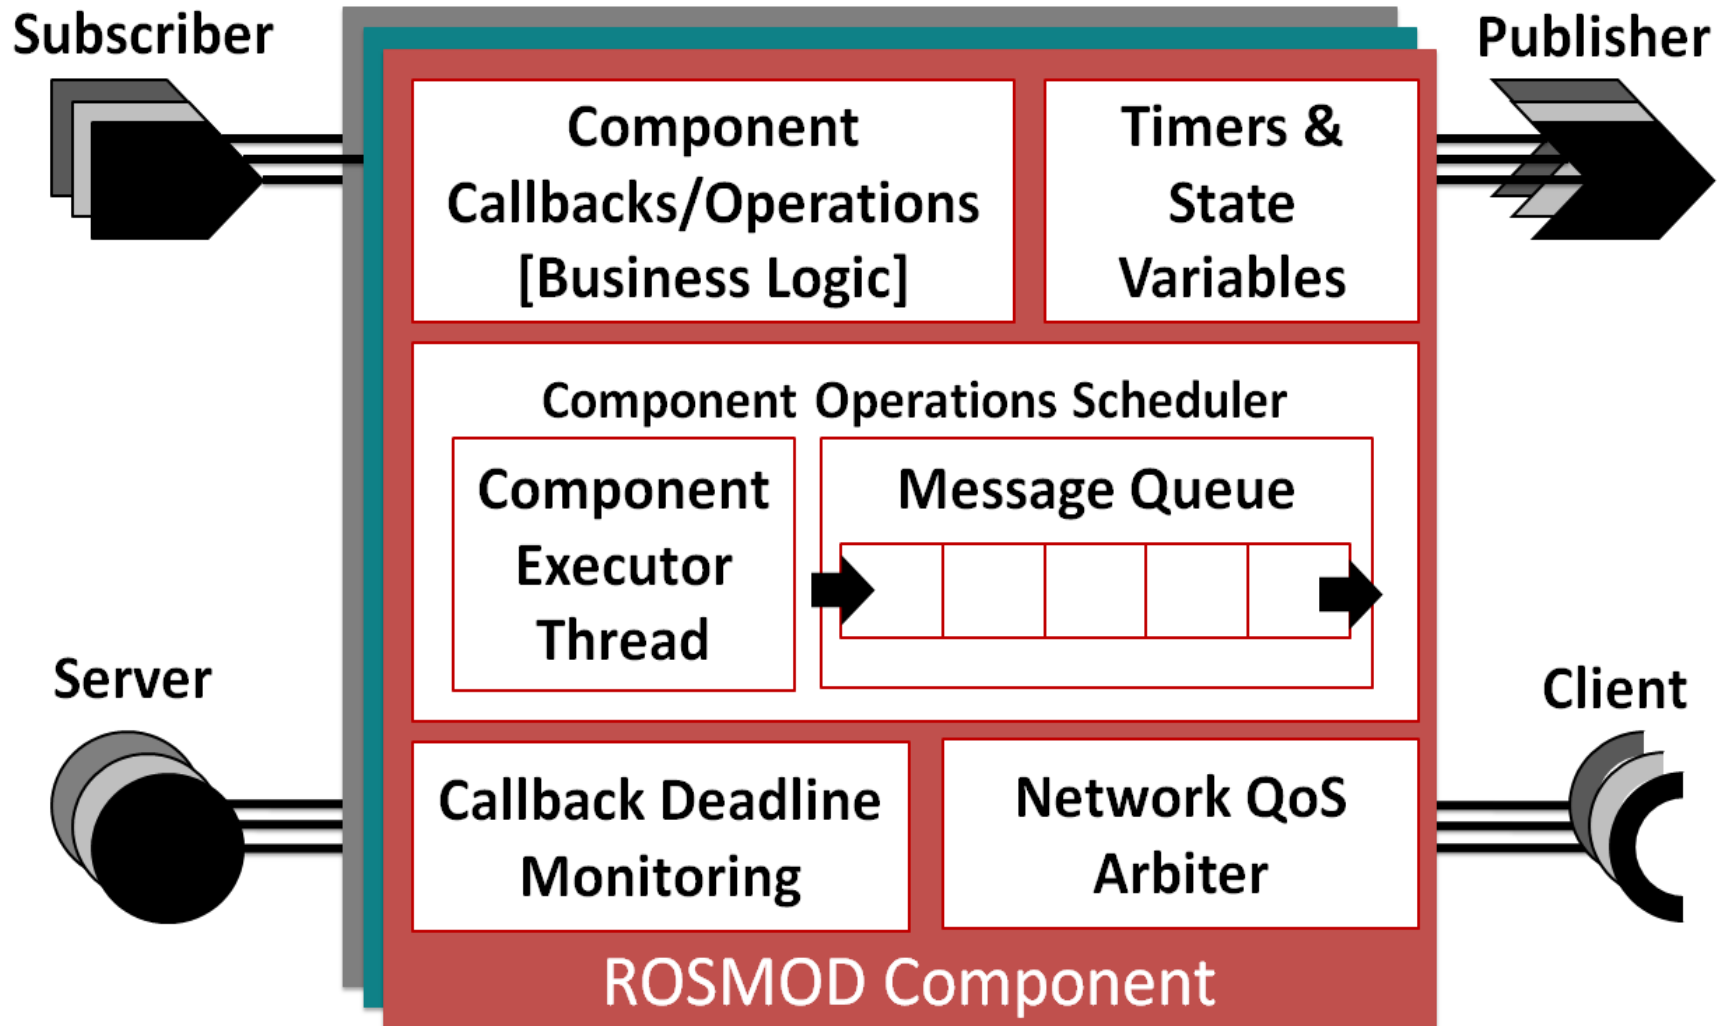 Subscriber
Publisher
Component
Callbacks/Operations
[Business Logic]
Timers &
State
Variables
Component Operations Scheduler
Component
Executor
Thread
Message Queue
Server
Client
Callback Deadline
Monitoring
Network QoS
Arbiter
ROSMOD Component